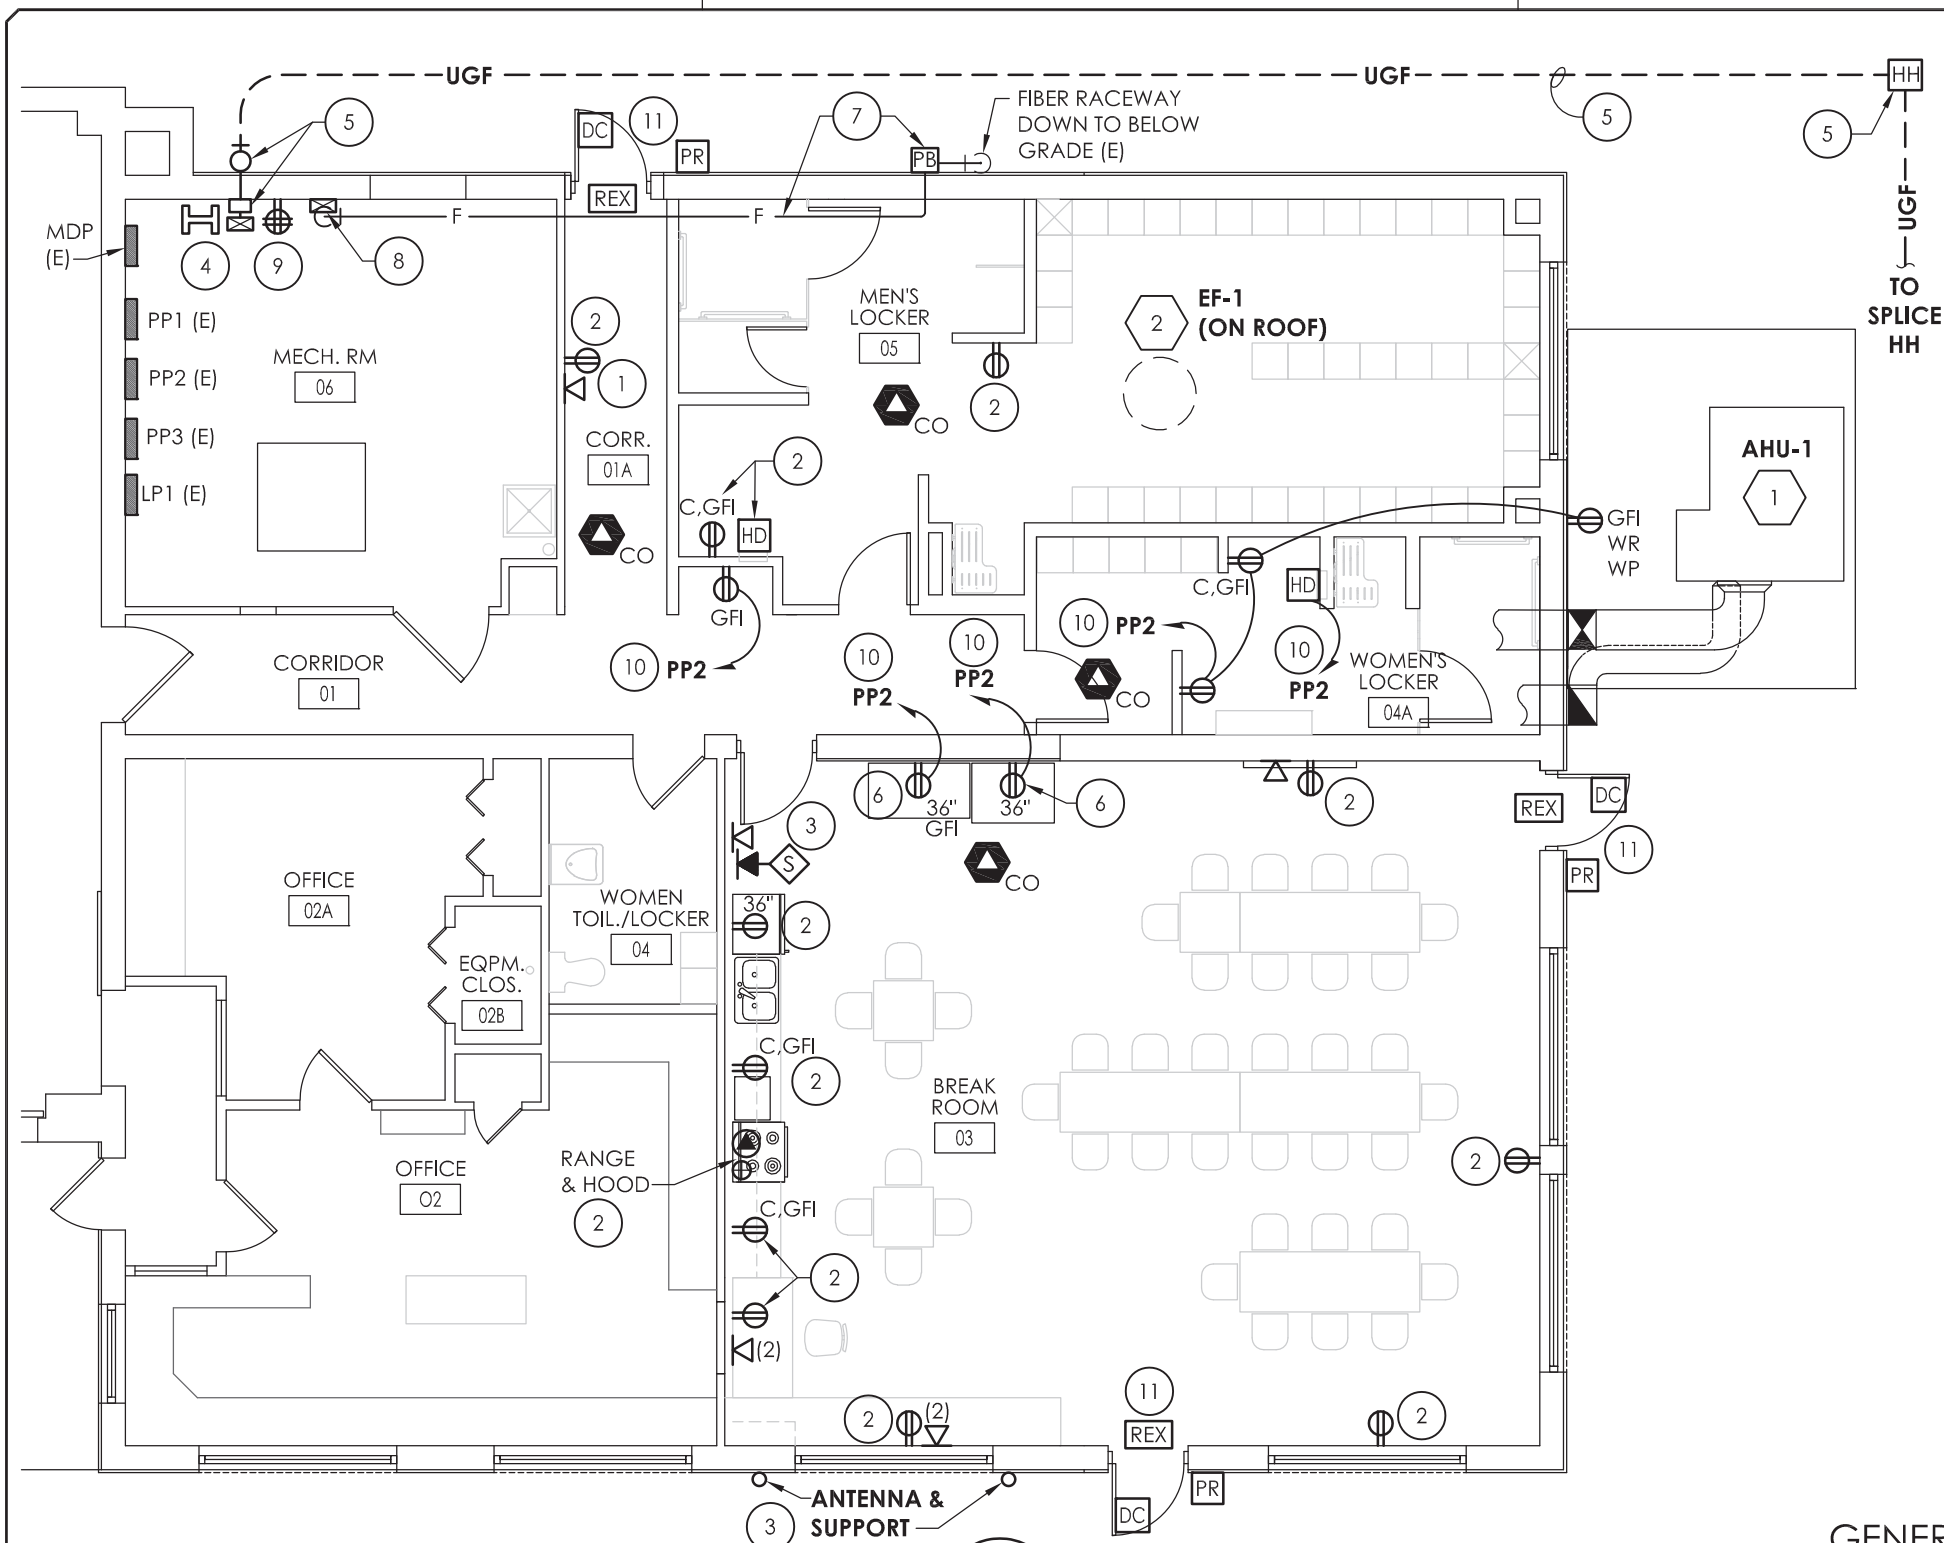 UGF
UGF
HH
5
11
7
FIBER RACEWAY
DOWN TO BELOW
GRADE (E)
5
5
DC
PR
PB
REX
UGF
F
F
MDP
(E)
4
9
8
TO
SPLICE
HH
PP1 (E)
2
MEN'S
LOCKER
05
2
EF-1
(ON ROOF)
MECH. RM
06
PP2 (E)
1
2
CO
PP3 (E)
CORR.
01A
2
AHU-1
1
LP1 (E)
C,GFI
HD
GFI
WR
WP
CO
C,GFI
HD
GFI
10
PP2
10
PP2
10
PP2
10
PP2
10
PP2
CO
WOMEN'S
LOCKER
04A
CORRIDOR
01
6
36"
GFI
36"
6
2
REX
DC
11
PR
3
S
CO
OFFICE
02A
WOMEN
TOIL./LOCKER
04
36"
2
EQPM.
CLOS.
02B
C,GFI
2
BREAK
ROOM
03
RANGE
& HOOD
2
OFFICE
O2
2
C,GFI
2
(2)
2
(2)
11
REX
2
DC
PR
ANTENNA &
SUPPORT
3
GENER